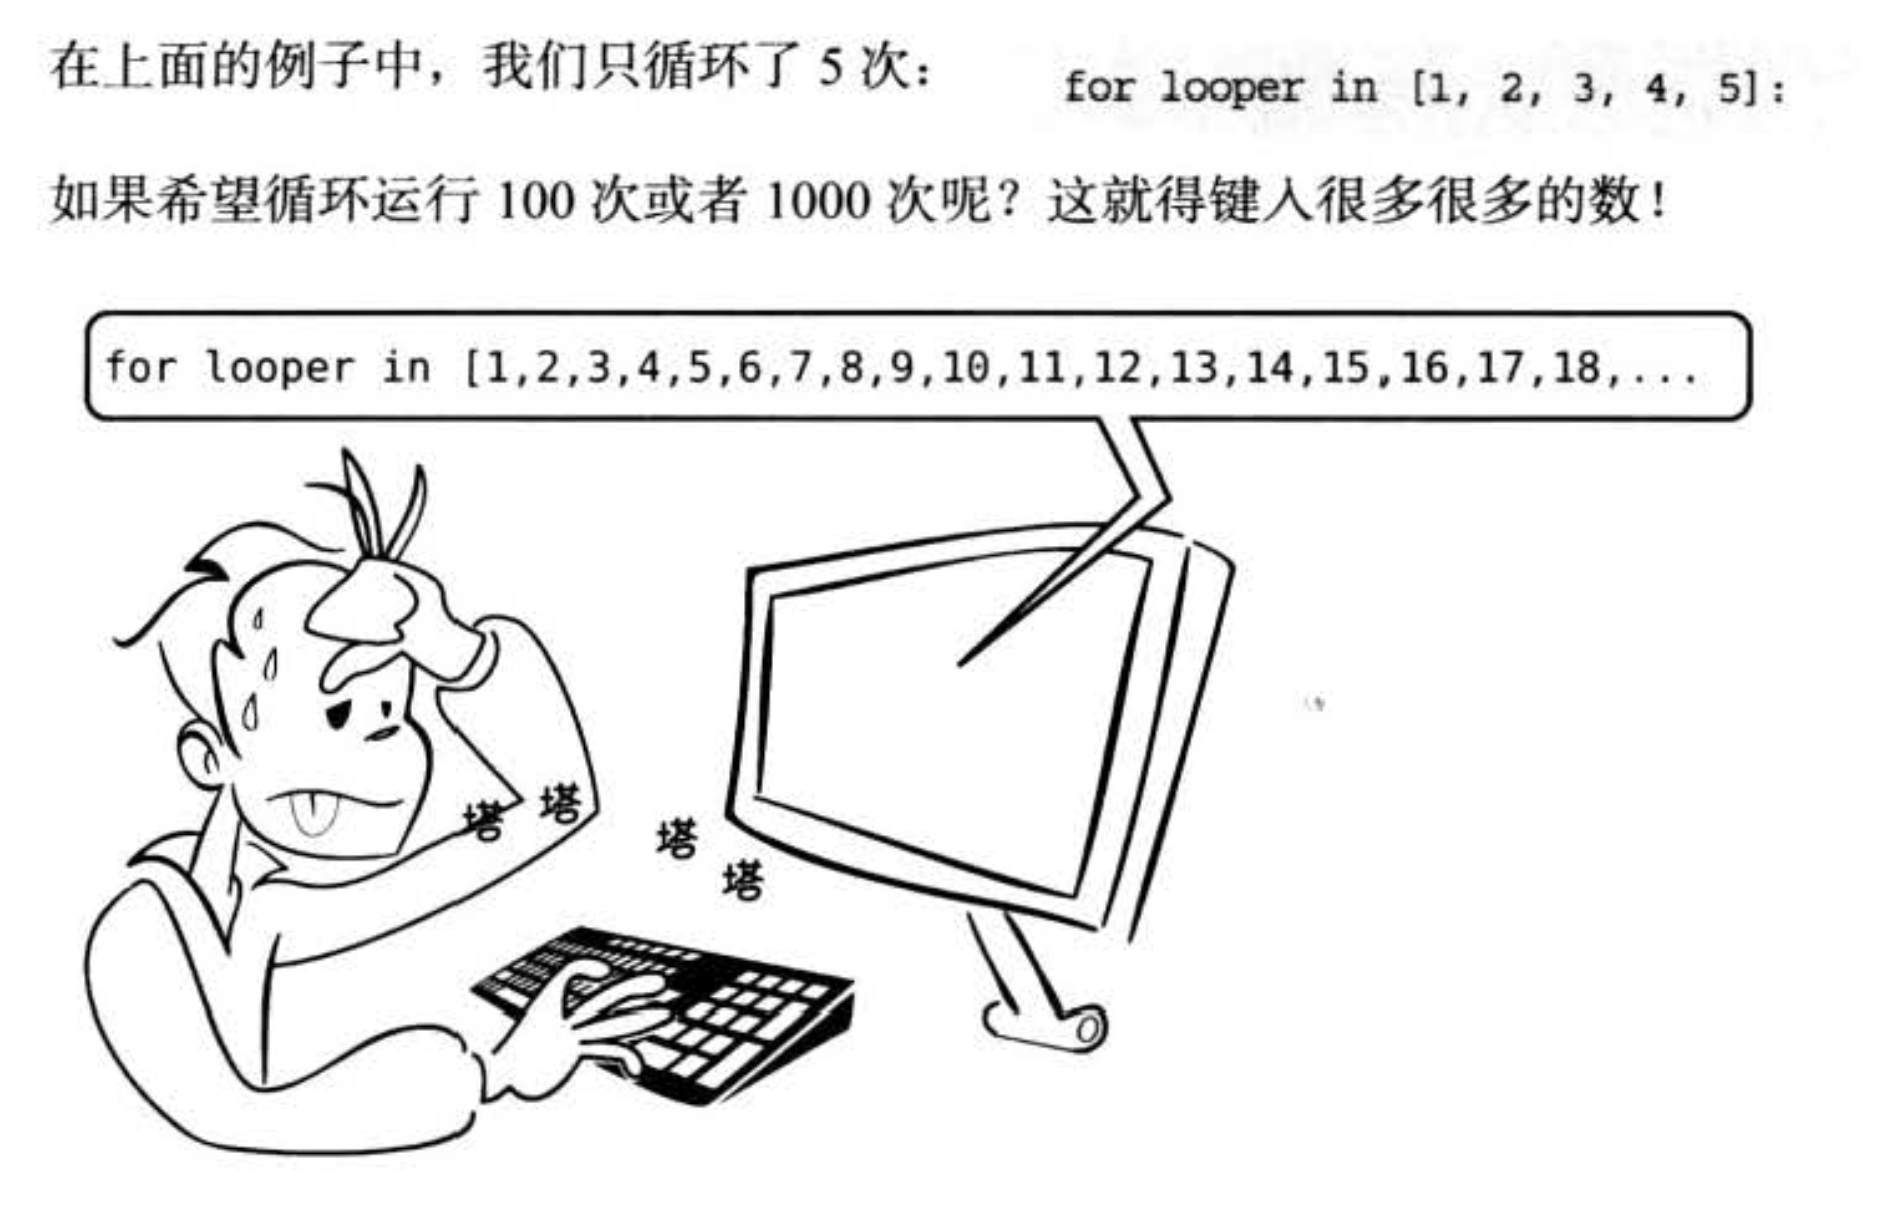 在上面的例子中，我们只循环了 5 次： for looper in [1, 2, 3, 4, 5]:
如果希望循环运行 100 次或者 1000 次呢？这就得键入很多很多的数！
for looper in [1,2,3,4,5,6,7,8,9,10,11,12,13,14,15,16,17,18,...
塔 塔
塔
塔